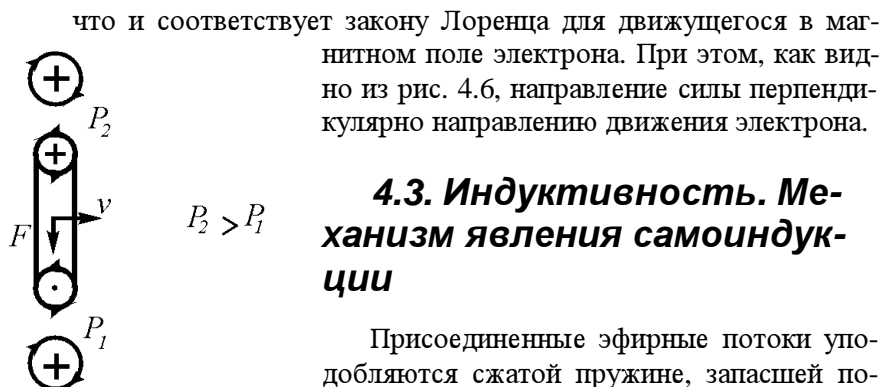 что и соответствует закону Лоренца для движущегося в маг-
нитном поле электрона. При этом, как вид-
но из рис. 4.6, направление силы перпенди-
кулярно направлению движения электрона.
P₂
v
F
P₂ > P₁
P₁
4.3. Индуктивность. Ме-
ханизм явления самоиндук-
ции
Присоединенные эфирные потоки упо-
добляются сжатой пружине, запасшей по-